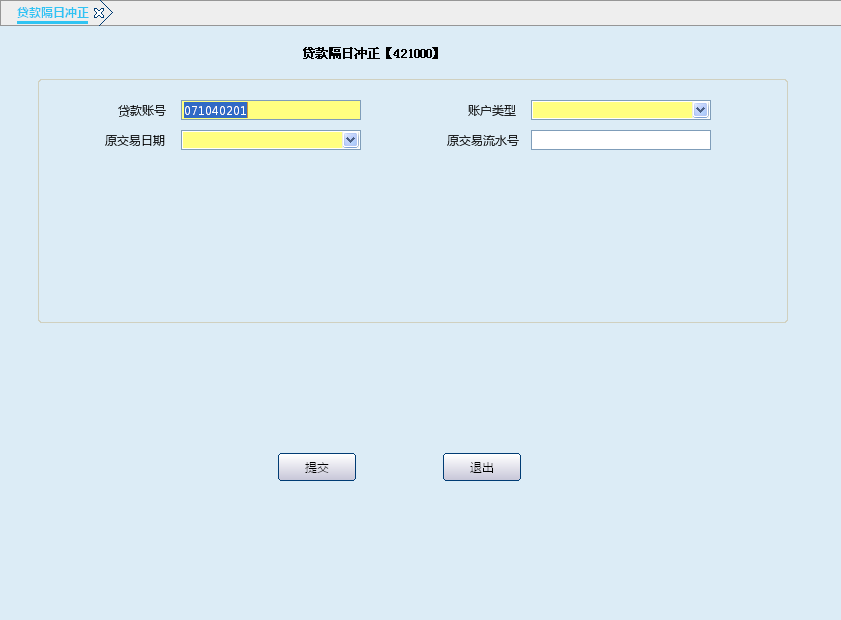 贷款隔日冲正
贷款隔日冲正【421000】
贷款账号 071040201 账户类型
原交易日期 原交易流水号
提交 退出